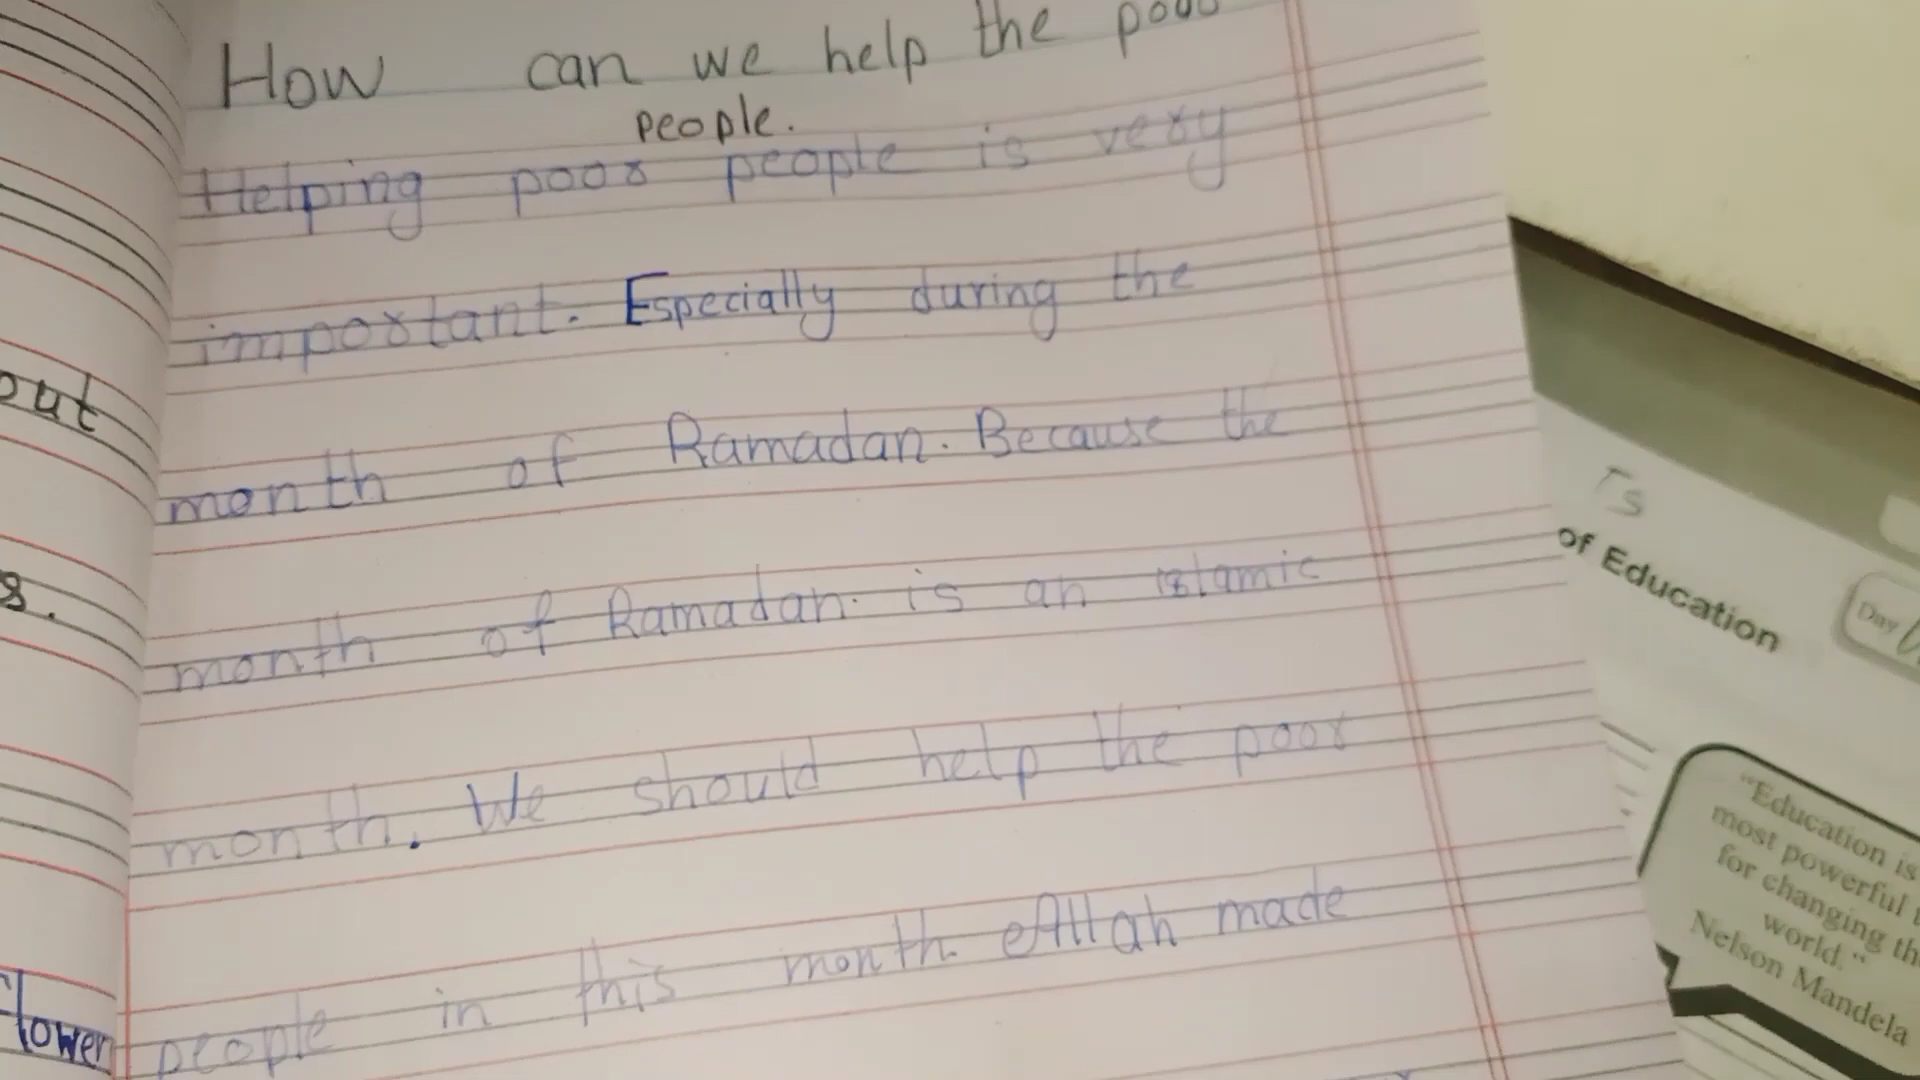 How can we help the poor
people.
Helping poor people is very
important. Especially during the
month of Ramadan. Because the
month of Ramadan. is an islamic
month. We should help the poor
people in this month. Allah made
out
s.
flower
Ts
of Education
Day
"Education is
most powerful
for changing th
world."
Nelson Mandela